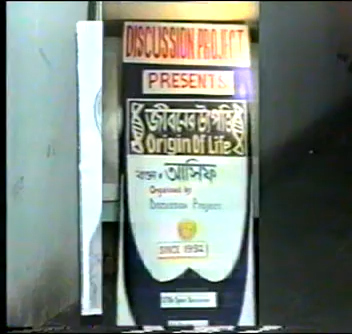 DISCUSSION PROJECT
PRESENTS
জীবনের উৎপত্তি
Origin Of Life
বক্তা : আসিফ
Organised by
Discussion Project
SINCE 1992